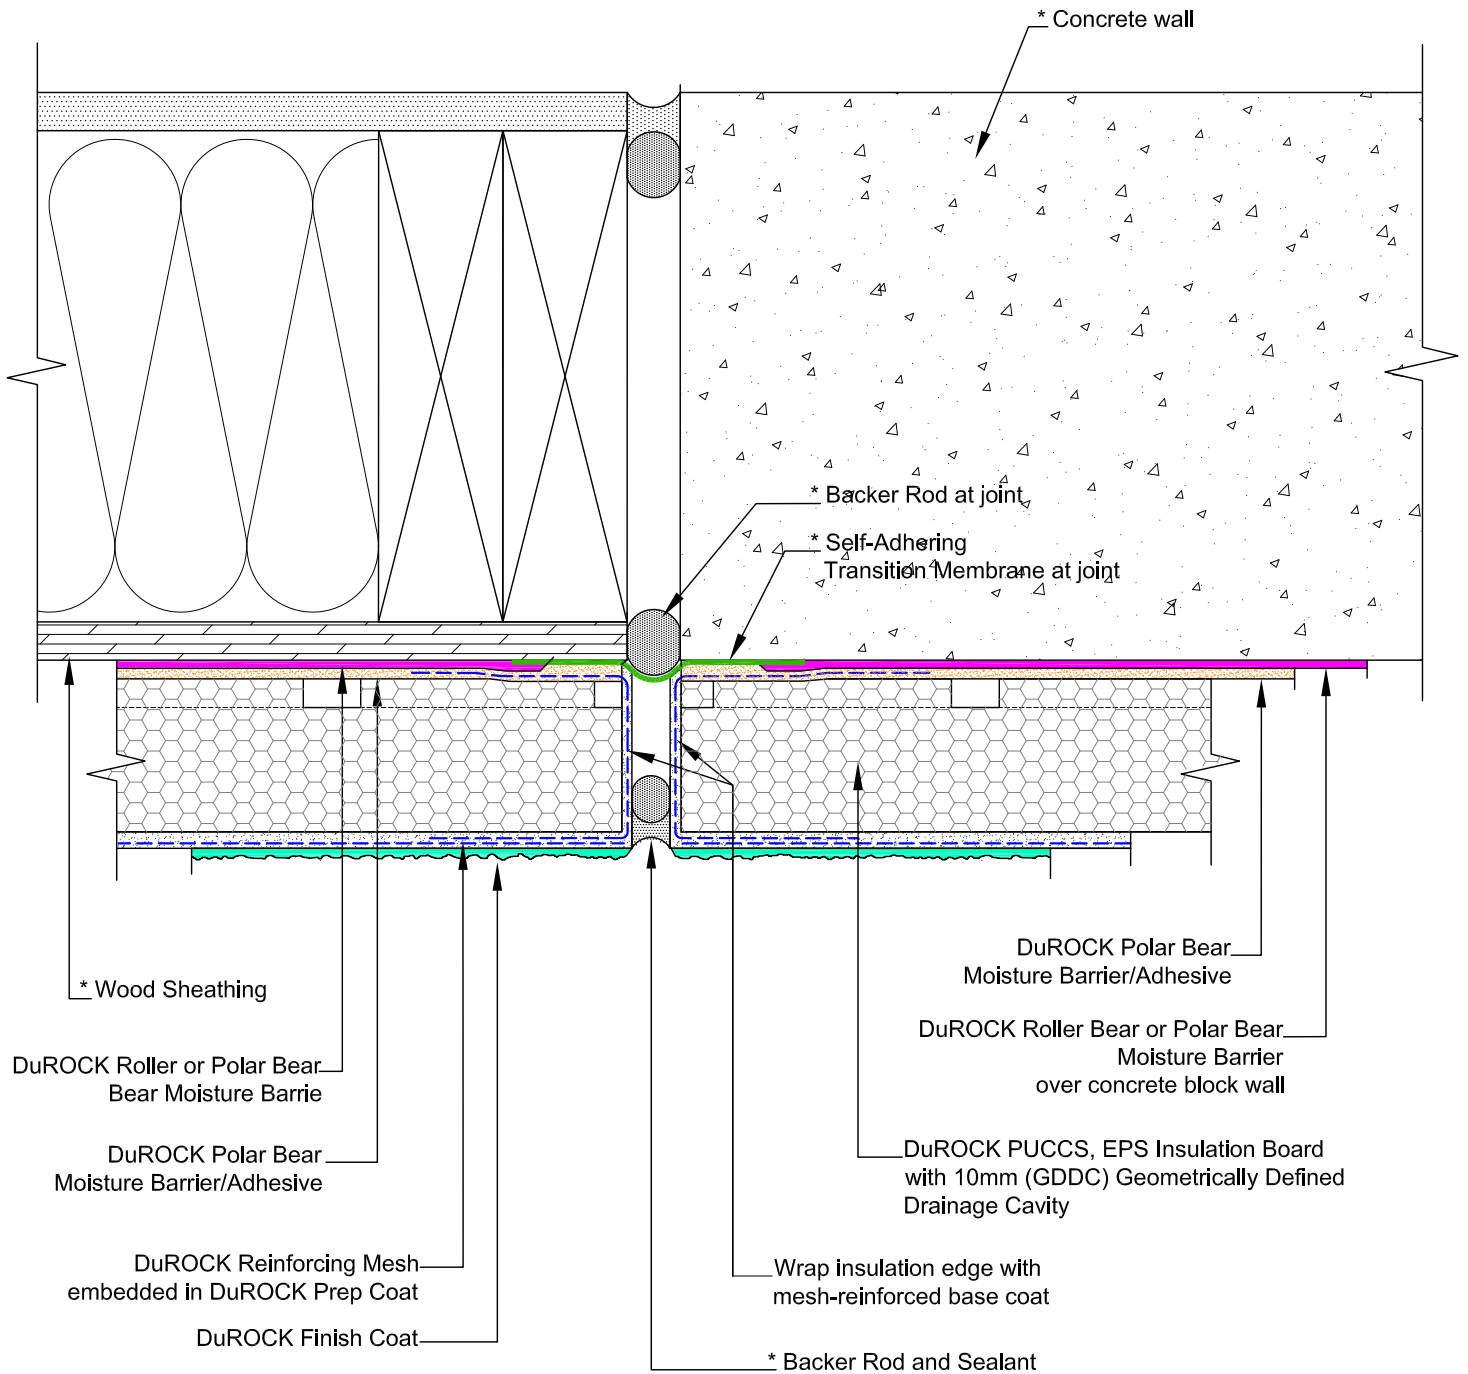 * Concrete wall
* Backer Rod at joint
* Self-Adhering
Transition Membrane at joint
DuROCK Polar Bear
Moisture Barrier/Adhesive
* Wood Sheathing
DuROCK Roller Bear or Polar Bear
Moisture Barrier
over concrete block wall
DuROCK Roller or Polar Bear
Bear Moisture Barrie
DuROCK Polar Bear
Moisture Barrier/Adhesive
DuROCK PUCCS, EPS Insulation Board
with 10mm (GDDC) Geometrically Defined
Drainage Cavity
DuROCK Reinforcing Mesh
embedded in DuROCK Prep Coat
Wrap insulation edge with
mesh-reinforced base coat
DuROCK Finish Coat
* Backer Rod and Sealant